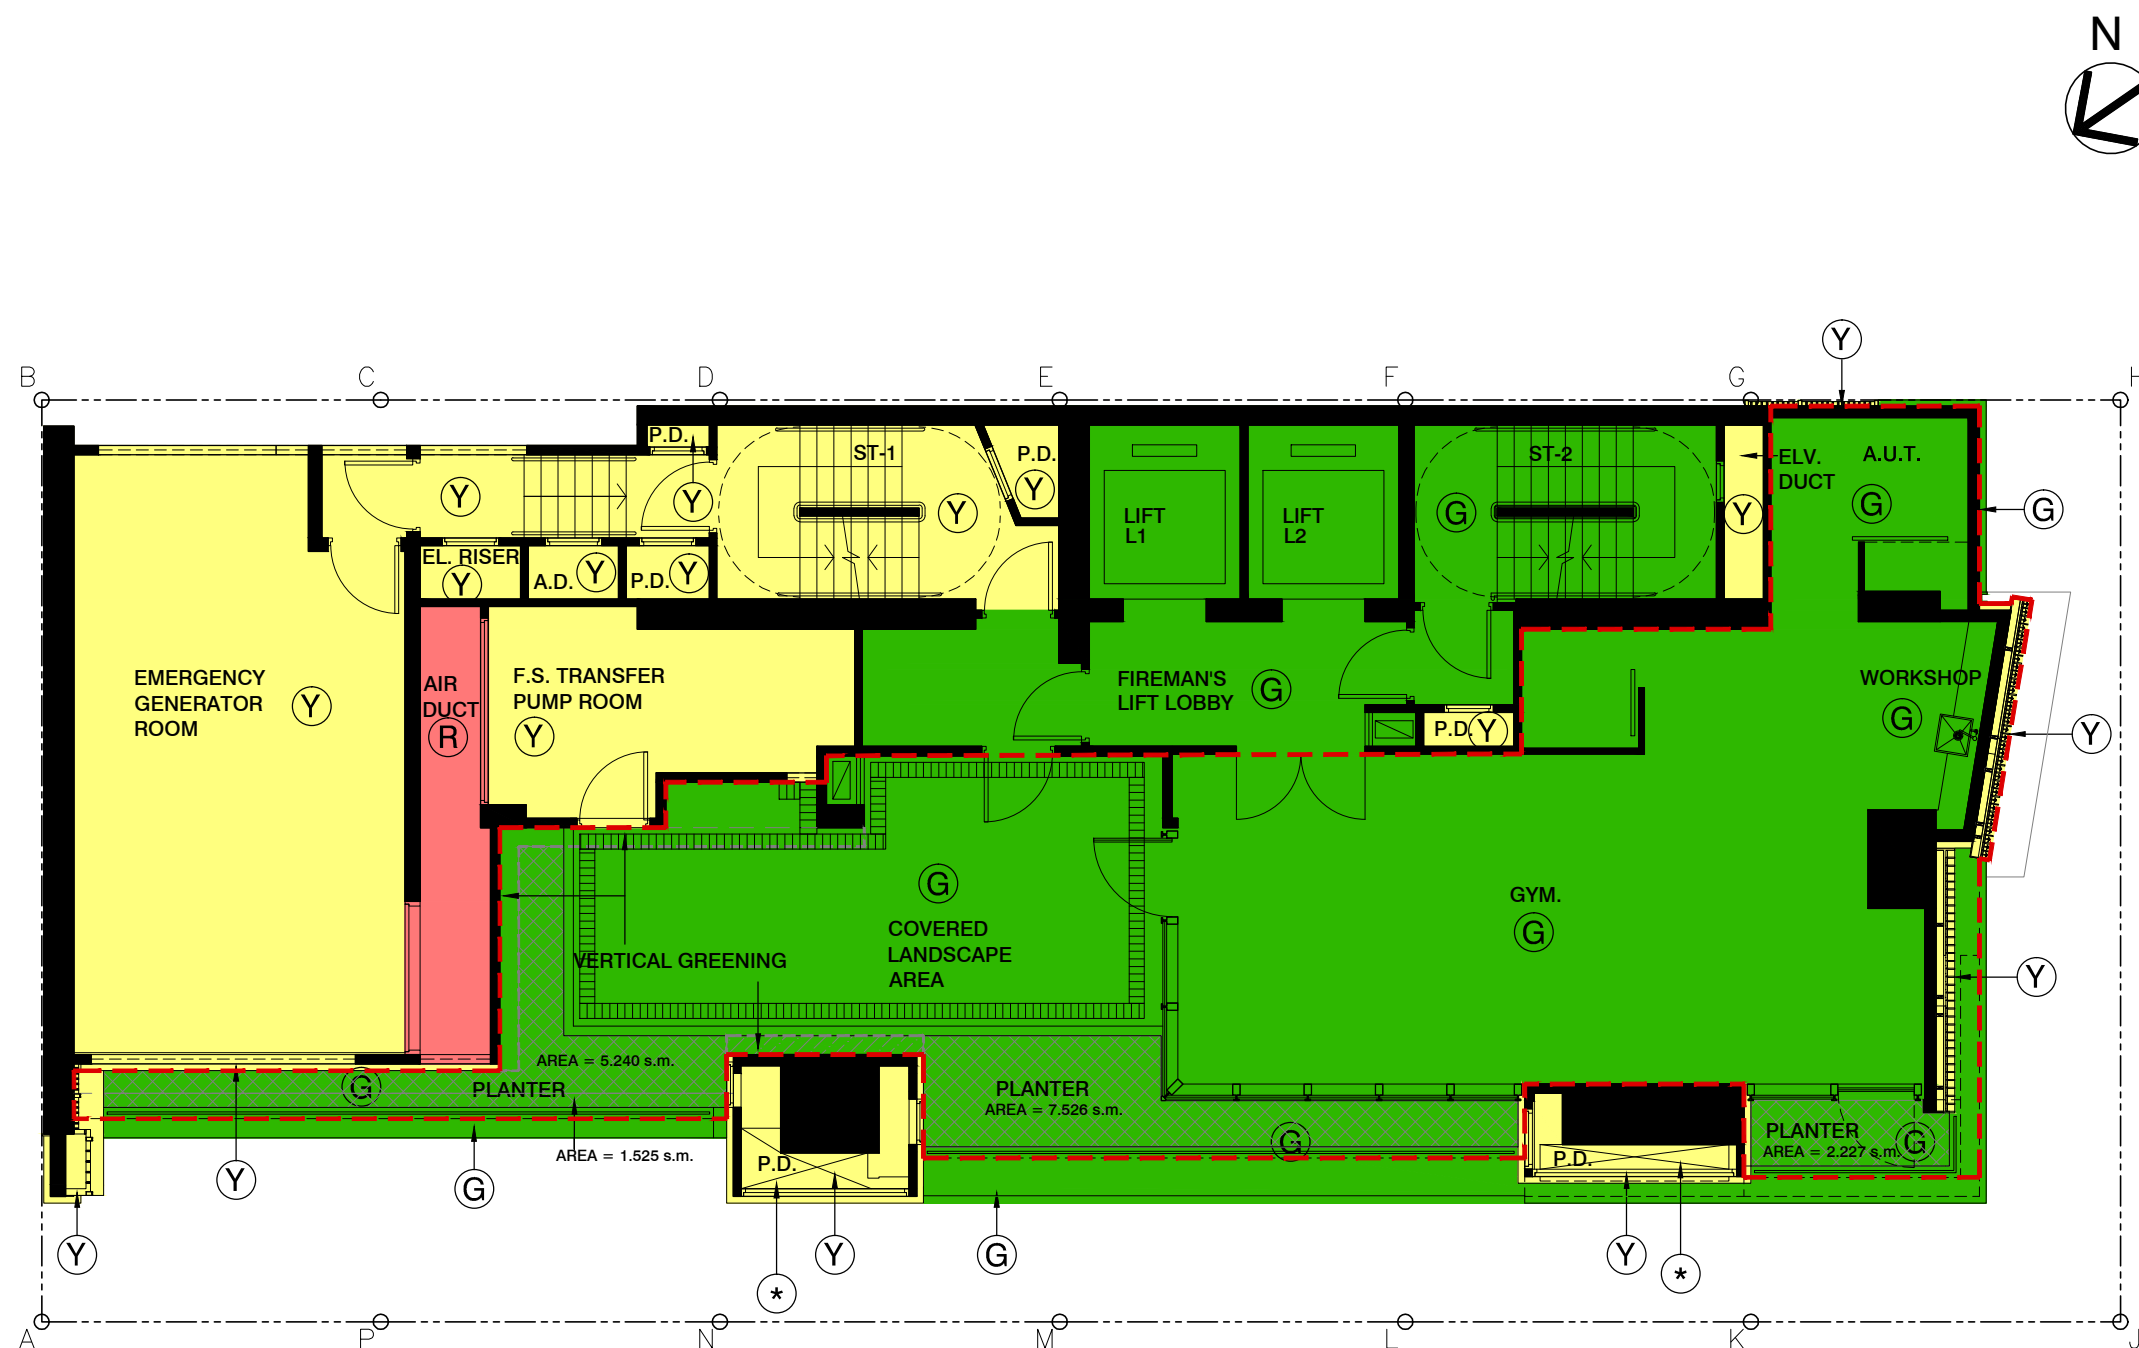 N
Y
B
C
D
E
F
G
H
P.D.
ST-1
P.D.
ST-2
ELV.
DUCT
A.U.T.
Y
Y
Y
Y
G
Y
G
G
LIFT
L1
LIFT
L2
EL. RISER
Y
A.D.
Y
P.D.
Y
EMERGENCY
GENERATOR
ROOM
Y
AIR
DUCT
R
F.S. TRANSFER
PUMP ROOM
Y
FIREMAN'S
LIFT LOBBY
G
P.D.
Y
WORKSHOP
G
Y
G
COVERED
LANDSCAPE
AREA
GYM.
G
VERTICAL GREENING
Y
AREA = 5.240 s.m.
PLANTER
G
PLANTER
AREA = 7.526 s.m.
G
PLANTER
AREA = 2.227 s.m.
G
AREA = 1.525 s.m.
P.D.
P.D.
Y
G
Y
Y
G
Y
*
*
A
P
N
M
L
K
J